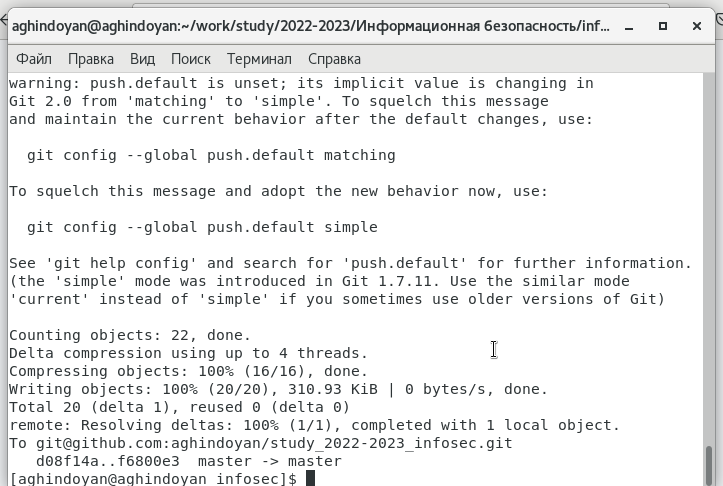 aghindoyan@aghindoyan:~/work/study/2022-2023/Информационная безопасность/inf...
Файл Правка Вид Поиск Терминал Справка
warning: push.default is unset; its implicit value is changing in
Git 2.0 from 'matching' to 'simple'. To squelch this message
and maintain the current behavior after the default changes, use:
git config --global push.default matching
To squelch this message and adopt the new behavior now, use:
git config --global push.default simple
See 'git help config' and search for 'push.default' for further information.
(the 'simple' mode was introduced in Git 1.7.11. Use the similar mode
'current' instead of 'simple' if you sometimes use older versions of Git)
Counting objects: 22, done.
Delta compression using up to 4 threads.
Compressing objects: 100% (16/16), done.
Writing objects: 100% (20/20), 310.93 KiB | 0 bytes/s, done.
Total 20 (delta 1), reused 0 (delta 0)
remote: Resolving deltas: 100% (1/1), completed with 1 local object.
To git@github.com:aghindoyan/study_2022-2023_infosec.git
d08f14a..f6800e3 master -> master
[aghindoyan@aghindoyan infosec]$